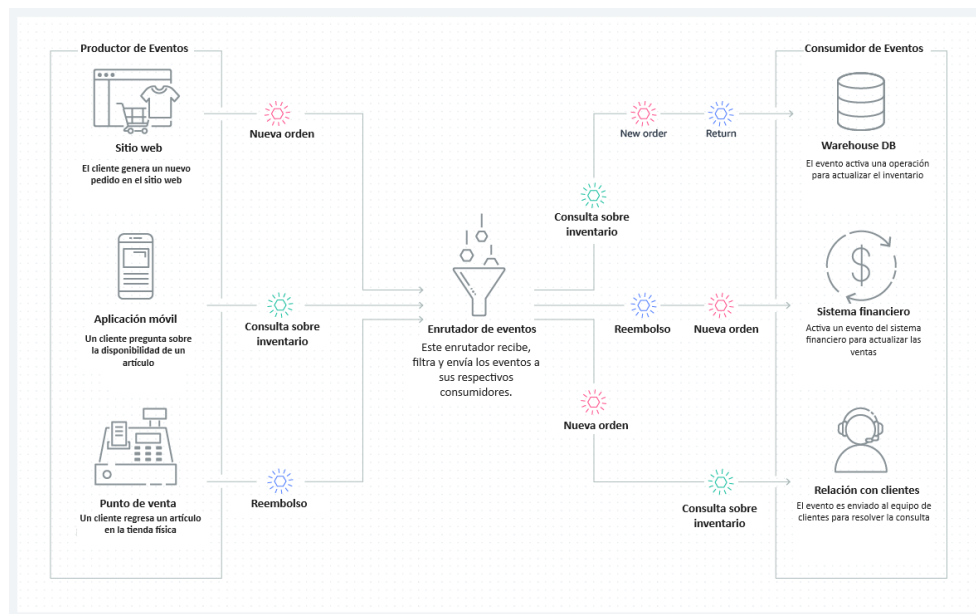 Productor de Eventos
Sitio web
El cliente genera un nuevo
pedido en el sitio web
Aplicación móvil
Un cliente pregunta sobre
la disponibilidad de un
artículo
Punto de venta
Un cliente regresa un artículo
en la tienda física
Nueva orden
Consulta sobre
inventario
Reembolso
Enrutador de eventos
Este enrutador recibe,
filtra y envía los eventos a
sus respectivos
consumidores.
New order
Return
Consulta sobre
inventario
Reembolso
Nueva orden
Nueva orden
Consulta sobre
inventario
Consumidor de Eventos
Warehouse DB
El evento activa una operación
para actualizar el inventario
Sistema financiero
Activa un evento del sistema
financiero para actualizar las
ventas
Relación con clientes
El evento es enviado al equipo de
clientes para resolver la consulta